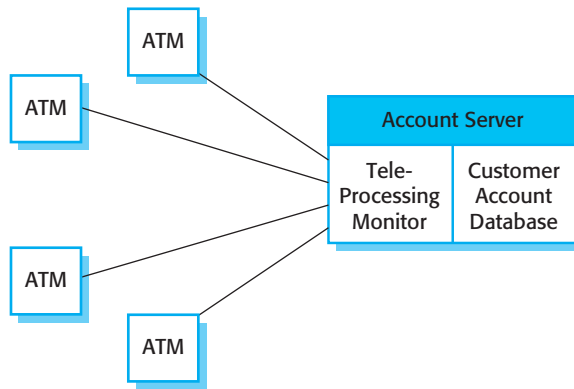 ATM
ATM
Account Server
Tele-
Processing
Monitor
Customer
Account
Database
ATM
ATM